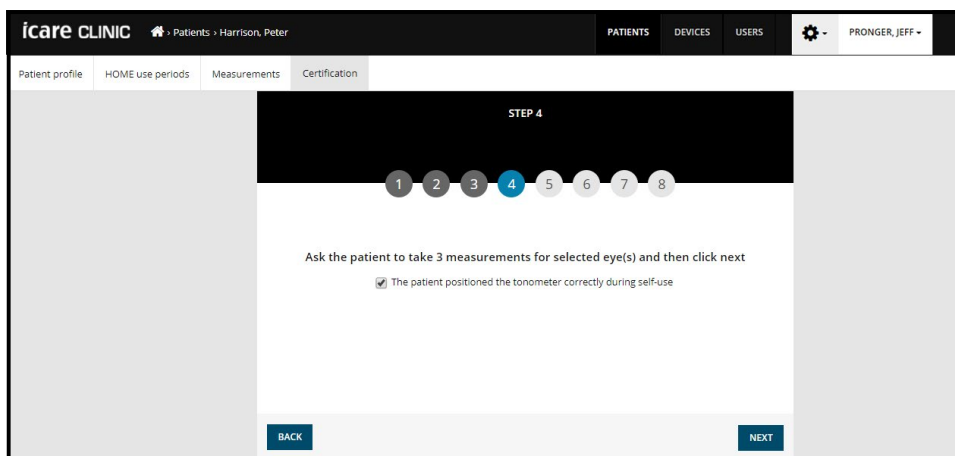 icare CLINIC › Patients › Harrison, Peter PATIENTS DEVICES USERS PRONGER, JEFF
Patient profile HOME use periods Measurements Certification
STEP 4
1 2 3 4 5 6 7 8
Ask the patient to take 3 measurements for selected eye(s) and then click next
The patient positioned the tonometer correctly during self-use
BACK NEXT